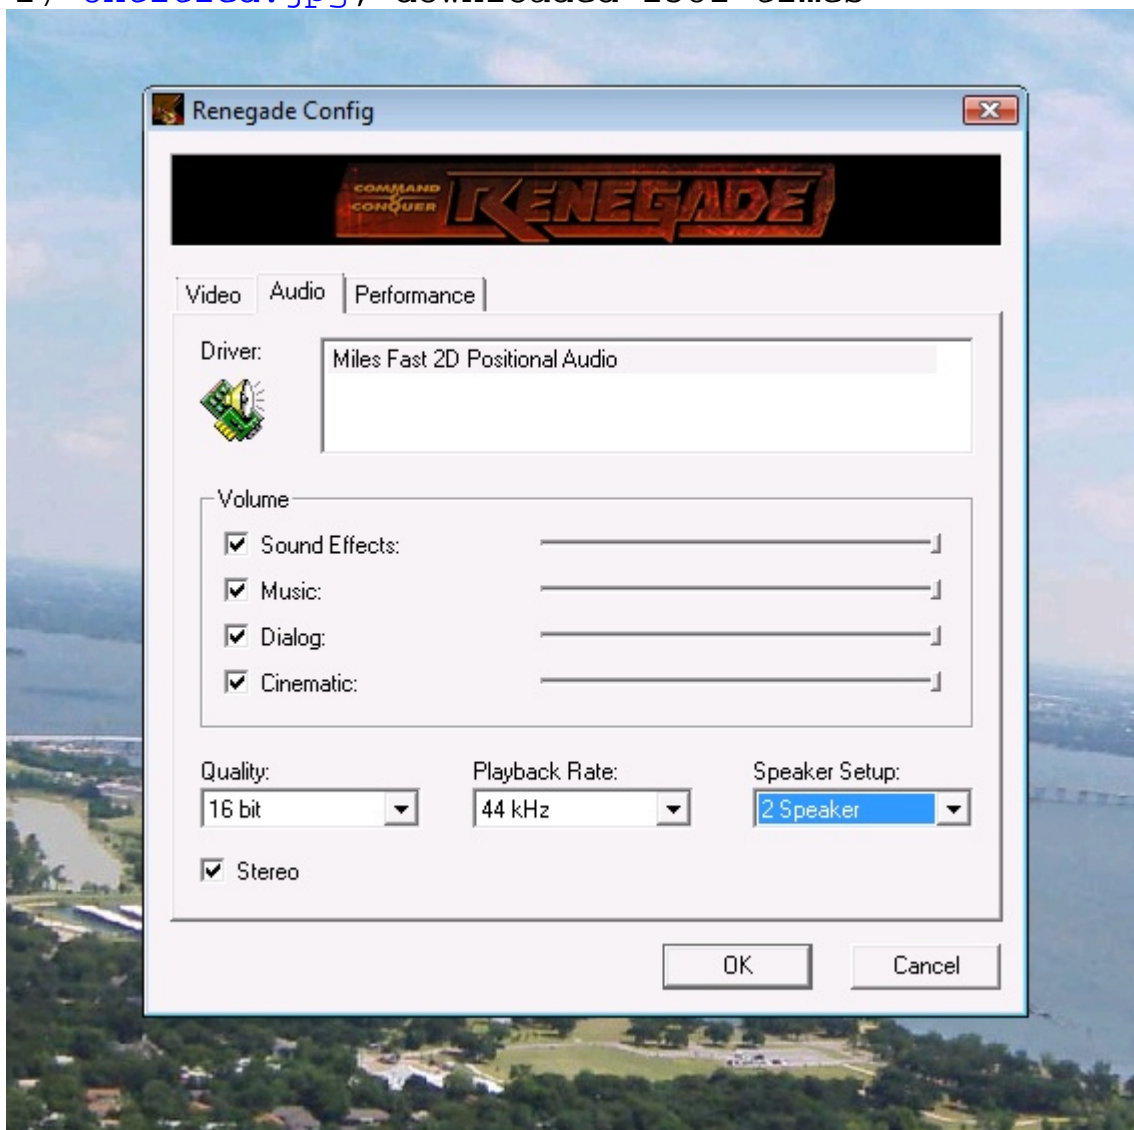 Renegade Config
COMMAND & CONQUER RENEGADE
Video Audio Performance
Driver:
Miles Fast 2D Positional Audio
Volume
Sound Effects:
Music:
Dialog:
Cinematic:
Quality: Playback Rate: Speaker Setup:
16 bit 44 kHz 2 Speaker
Stereo
OK Cancel